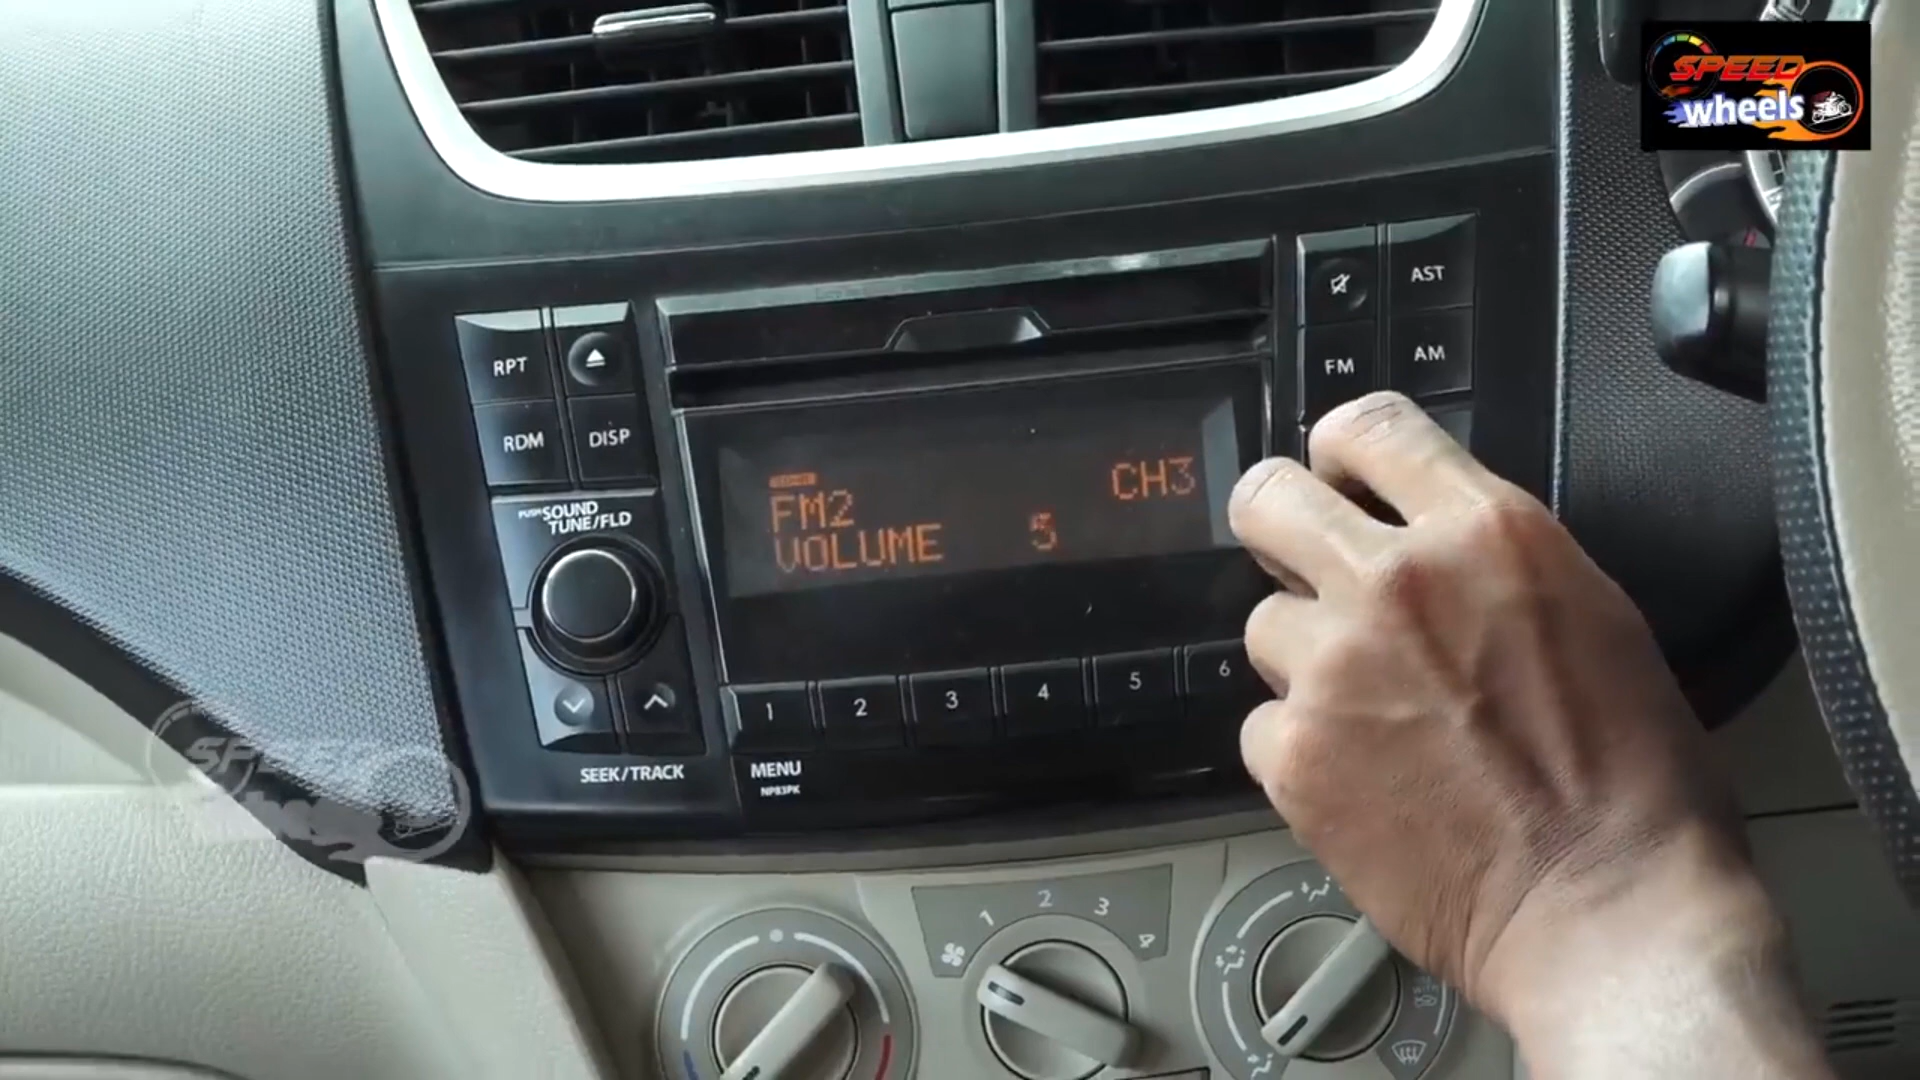 SPEED
wheels
AST
FM
AM
RPT
RDM
DISP
PUSH SOUND
TUNE/FLD
CH3
FM2
VOLUME 5
1 2 3 4 5 6
SEEK/TRACK
MENU
NP83PK
1 2 3 4